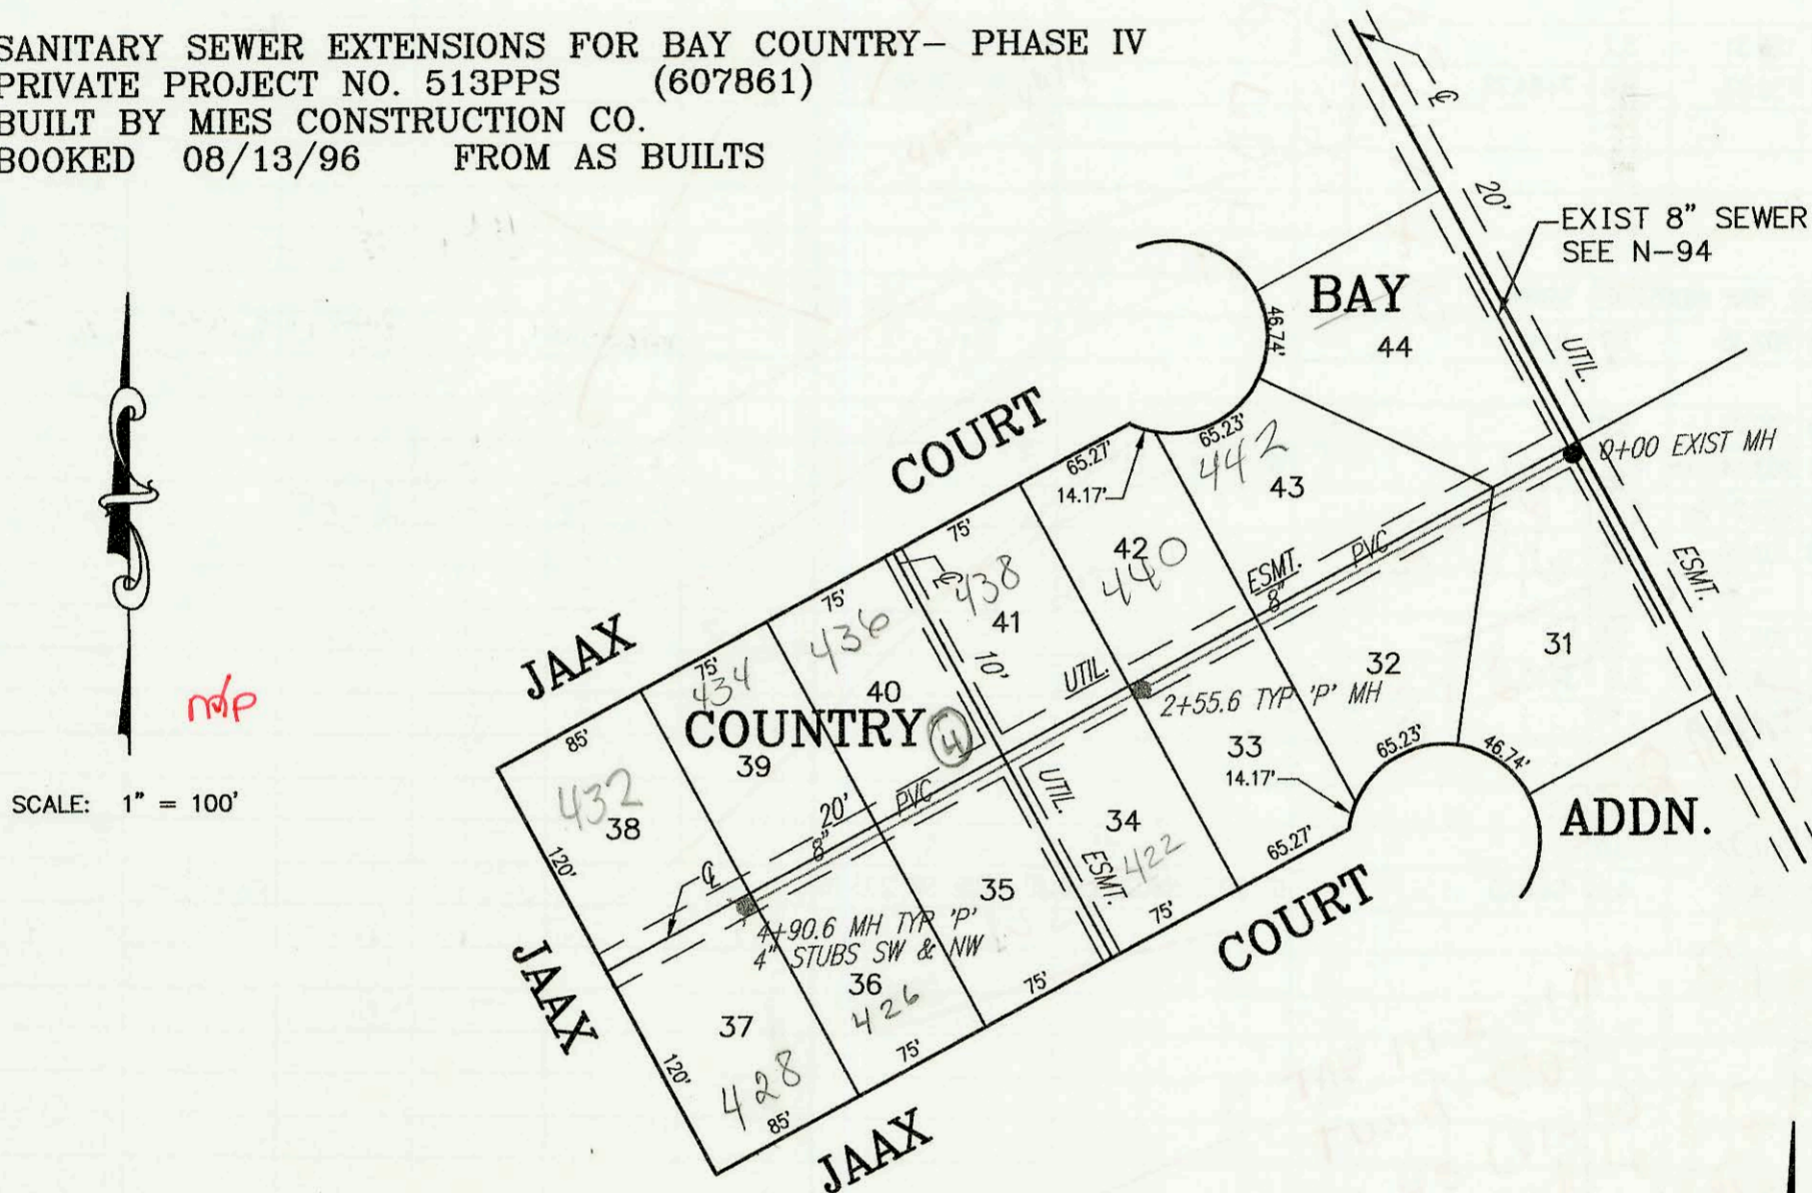 SANITARY SEWER EXTENSIONS FOR BAY COUNTRY- PHASE IV
PRIVATE PROJECT NO. 513PPS (607861)
BUILT BY MIES CONSTRUCTION CO.
BOOKED 08/13/96 FROM AS BUILTS
℄
20'
EXIST 8" SEWER
SEE N-94
BAY
46.74'
44
UTIL.
COURT
65.27'
65.23'
442
43
14.17'
0+00 EXIST MH
75'
42
440
ESMT.
8"
PVC
ESMT.
℄
438
41
75'
436
10'
UTIL.
JAAX
75'
434
40
32
31
2+55.6 TYP 'P' MH
COUNTRY
4
39
85'
33
14.17'
65.23'
46.74'
432
38
20'
8"
PVC
UTIL.
34
422
ADDN.
SCALE: 1" = 100'
120'
℄
35
ESMT.
65.27'
75'
COURT
4+90.6 MH TYP 'P'
4" STUBS SW & NW
JAAX
36
426
75'
37
428
120'
75'
85'
JAAX